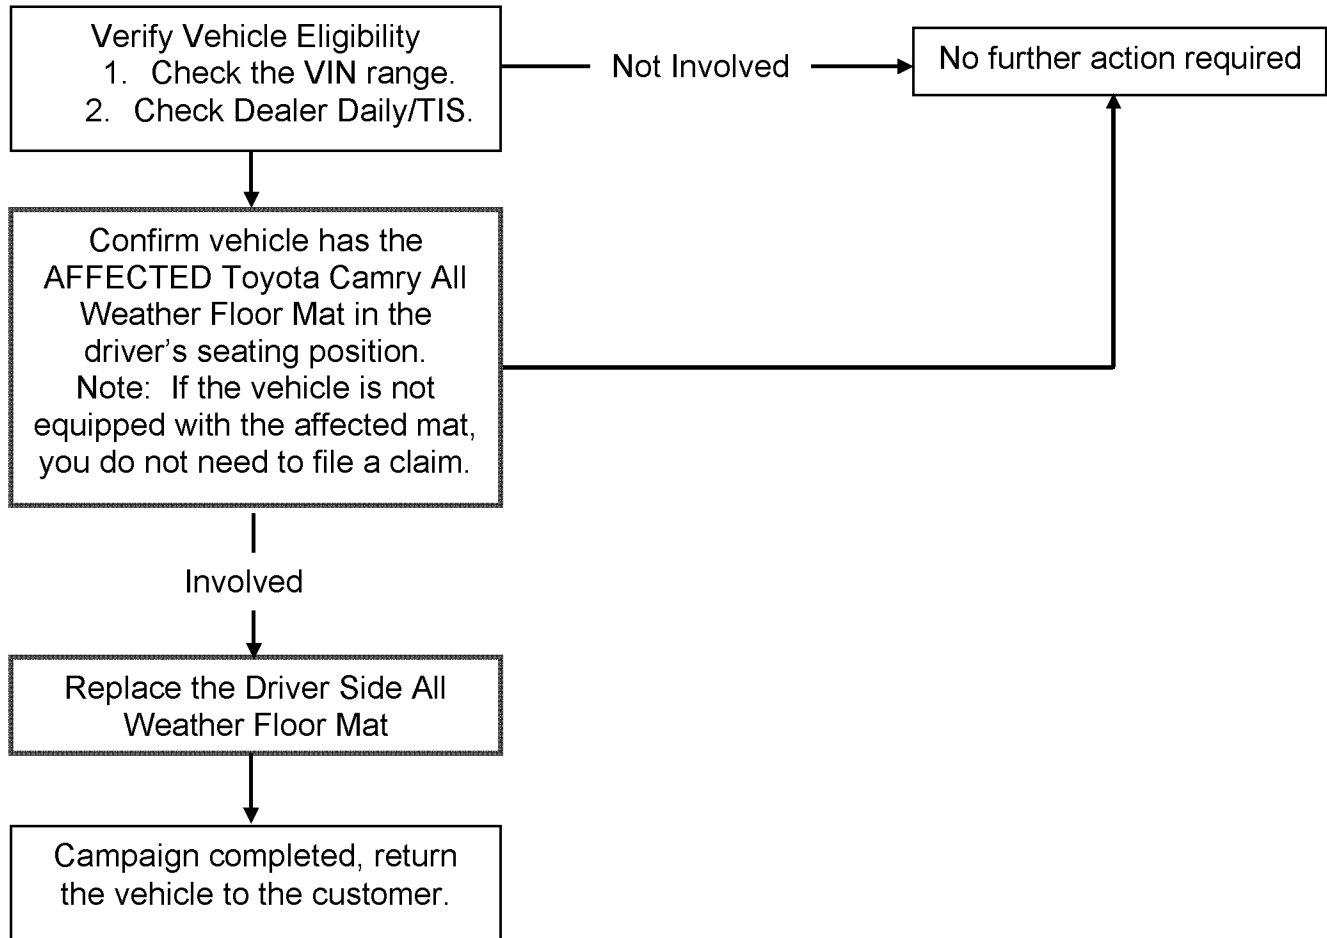 Verify Vehicle Eligibility
1. Check the VIN range.
2. Check Dealer Daily/TIS.
Not Involved
No further action required
Confirm vehicle has the
AFFECTED Toyota Camry All
Weather Floor Mat in the
driver’s seating position.
Note: If the vehicle is not
equipped with the affected mat,
you do not need to file a claim.
Involved
Replace the Driver Side All
Weather Floor Mat
Campaign completed, return
the vehicle to the customer.